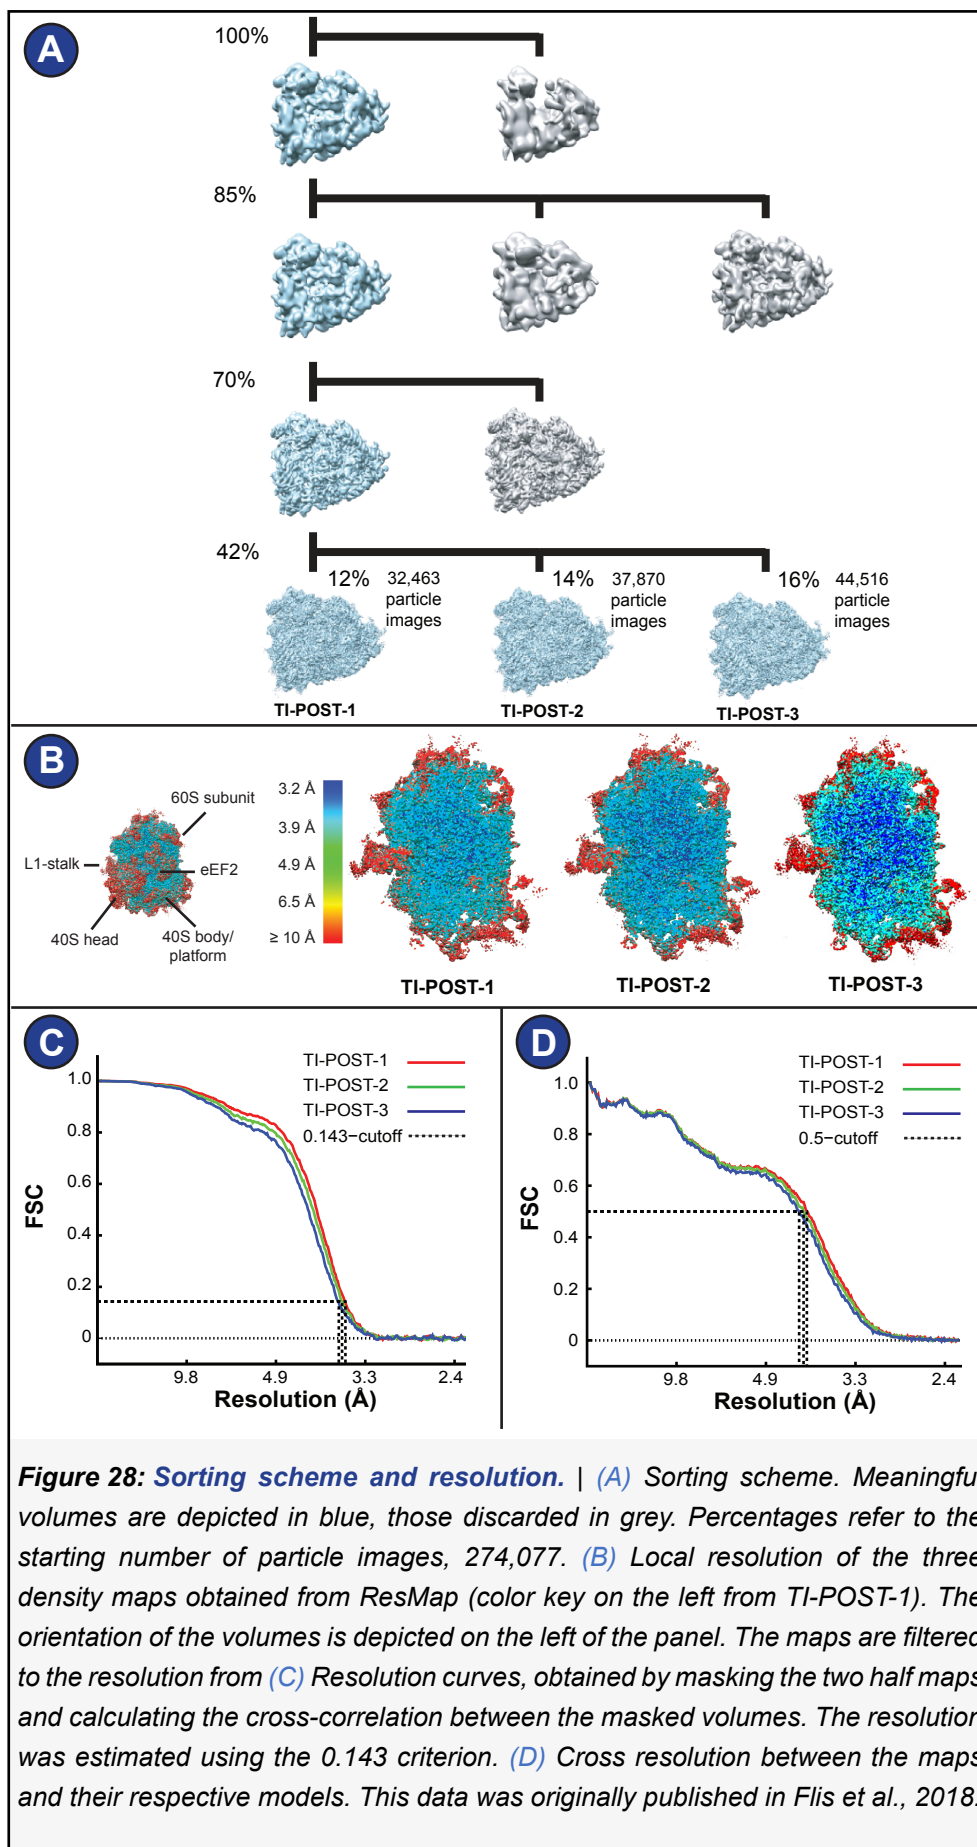 A
100%
85%
70%
42%
12% 32,463 particle images
14% 37,870 particle images
16% 44,516 particle images
TI-POST-1 TI-POST-2 TI-POST-3
B
60S subunit
L1-stalk
eEF2
40S head
40S body/
platform
3.2 Å
3.9 Å
4.9 Å
6.5 Å
≥ 10 Å
TI-POST-1 TI-POST-2 TI-POST-3
C
TI-POST-1
TI-POST-2
TI-POST-3
0.143−cutoff
1.0
0.8
0.6
0.4
0.2
0
FSC
9.8 4.9 3.3 2.4
Resolution (Å)
D
TI-POST-1
TI-POST-2
TI-POST-3
0.5−cutoff
1.0
0.8
0.6
0.4
0.2
0
FSC
9.8 4.9 3.3 2.4
Resolution (Å)
Figure 28: Sorting scheme and resolution. | (A) Sorting scheme. Meaningfu
volumes are depicted in blue, those discarded in grey. Percentages refer to the
starting number of particle images, 274,077. (B) Local resolution of the three
density maps obtained from ResMap (color key on the left from TI-POST-1). The
orientation of the volumes is depicted on the left of the panel. The maps are filtered
to the resolution from (C) Resolution curves, obtained by masking the two half maps
and calculating the cross-correlation between the masked volumes. The resolution
was estimated using the 0.143 criterion. (D) Cross resolution between the maps
and their respective models. This data was originally published in Flis et al., 2018.